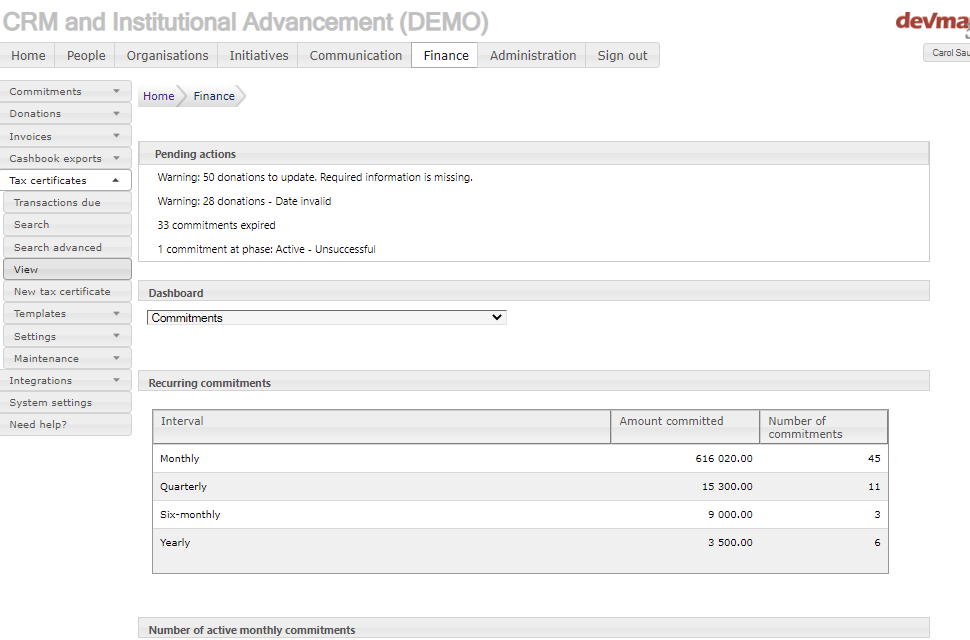 CRM and Institutional Advancement (DEMO)
Home People Organisations Initiatives Communication Finance Administration Sign out
Commitments
Donations
Invoices
Cashbook exports
Tax certificates
Transactions due
Search
Search advanced
View
New tax certificate
Templates
Settings
Maintenance
Integrations
System settings
Need help?
Home Finance
Pending actions
Warning: 50 donations to update. Required information is missing.
Warning: 28 donations - Date invalid
33 commitments expired
1 commitment at phase: Active - Unsuccessful
Dashboard
Commitments
Recurring commitments
Interval Amount committed Number of
commitments
Monthly 616 020.00 45
Quarterly 15 300.00 11
Six-monthly 9 000.00 3
Yearly 3 500.00 6
Number of active monthly commitments